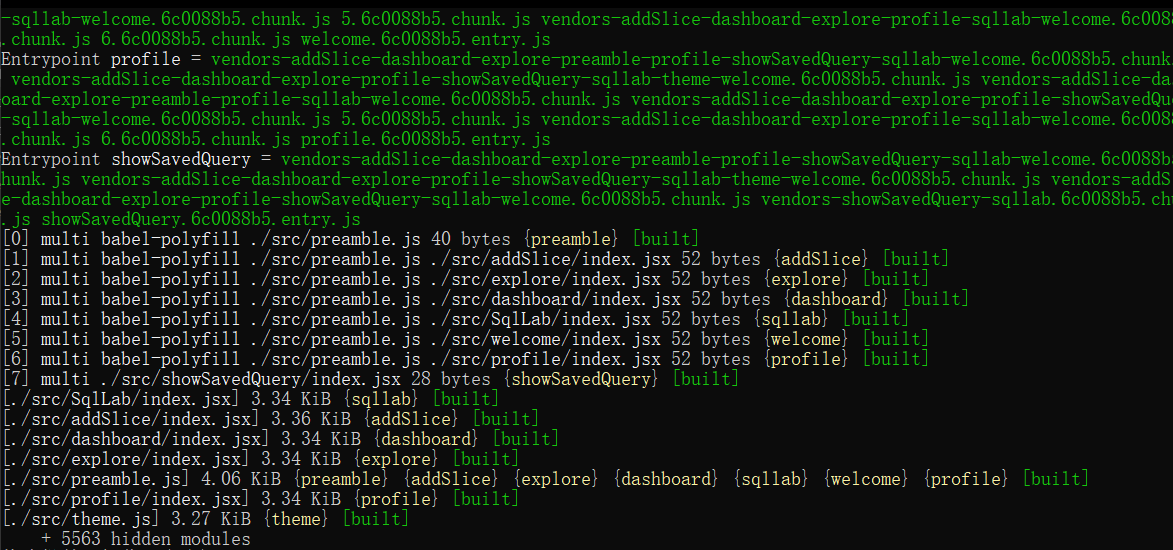 -sqllab-welcome.6c0088b5.chunk.js 5.6c0088b5.chunk.js vendors-addSlice-dashboard-explore-profile-sqllab-welcome.6c0088
.chunk.js 6.6c0088b5.chunk.js welcome.6c0088b5.entry.js
Entrypoint profile = vendors-addSlice-dashboard-explore-preamble-profile-showSavedQuery-sqllab-welcome.6c0088b5.chunk.js
vendors-addSlice-dashboard-explore-profile-showSavedQuery-sqllab-theme-welcome.6c0088b5.chunk.js vendors-addSlice-dashb
oard-explore-preamble-profile-sqllab-welcome.6c0088b5.chunk.js vendors-addSlice-dashboard-explore-profile-showSavedQuery
-sqllab-welcome.6c0088b5.chunk.js 5.6c0088b5.chunk.js vendors-addSlice-dashboard-explore-profile-sqllab-welcome.6c0088
.chunk.js 6.6c0088b5.chunk.js profile.6c0088b5.entry.js
Entrypoint showSavedQuery = vendors-addSlice-dashboard-explore-preamble-profile-showSavedQuery-sqllab-welcome.6c0088b5.
hunk.js vendors-addSlice-dashboard-explore-profile-showSavedQuery-sqllab-theme-welcome.6c0088b5.chunk.js vendors-addSlic
e-dashboard-explore-profile-showSavedQuery-sqllab-welcome.6c0088b5.chunk.js vendors-showSavedQuery-sqllab.6c0088b5.ch
.js showSavedQuery.6c0088b5.entry.js
[0] multi babel-polyfill ./src/preamble.js 40 bytes {preamble} [built]
[1] multi babel-polyfill ./src/preamble.js ./src/addSlice/index.jsx 52 bytes {addSlice} [built]
[2] multi babel-polyfill ./src/preamble.js ./src/explore/index.jsx 52 bytes {explore} [built]
[3] multi babel-polyfill ./src/preamble.js ./src/dashboard/index.jsx 52 bytes {dashboard} [built]
[4] multi babel-polyfill ./src/preamble.js ./src/SqlLab/index.jsx 52 bytes {sqllab} [built]
[5] multi babel-polyfill ./src/preamble.js ./src/welcome/index.jsx 52 bytes {welcome} [built]
[6] multi babel-polyfill ./src/preamble.js ./src/profile/index.jsx 52 bytes {profile} [built]
[7] multi ./src/showSavedQuery/index.jsx 28 bytes {showSavedQuery} [built]
[./src/SqlLab/index.jsx] 3.34 KiB {sqllab} [built]
[./src/addSlice/index.jsx] 3.36 KiB {addSlice} [built]
[./src/dashboard/index.jsx] 3.34 KiB {dashboard} [built]
[./src/explore/index.jsx] 3.34 KiB {explore} [built]
[./src/preamble.js] 4.06 KiB {preamble} {addSlice} {explore} {dashboard} {sqllab} {welcome} {profile} [built]
[./src/profile/index.jsx] 3.34 KiB {profile} [built]
[./src/theme.js] 3.27 KiB {theme} [built]
+ 5563 hidden modules